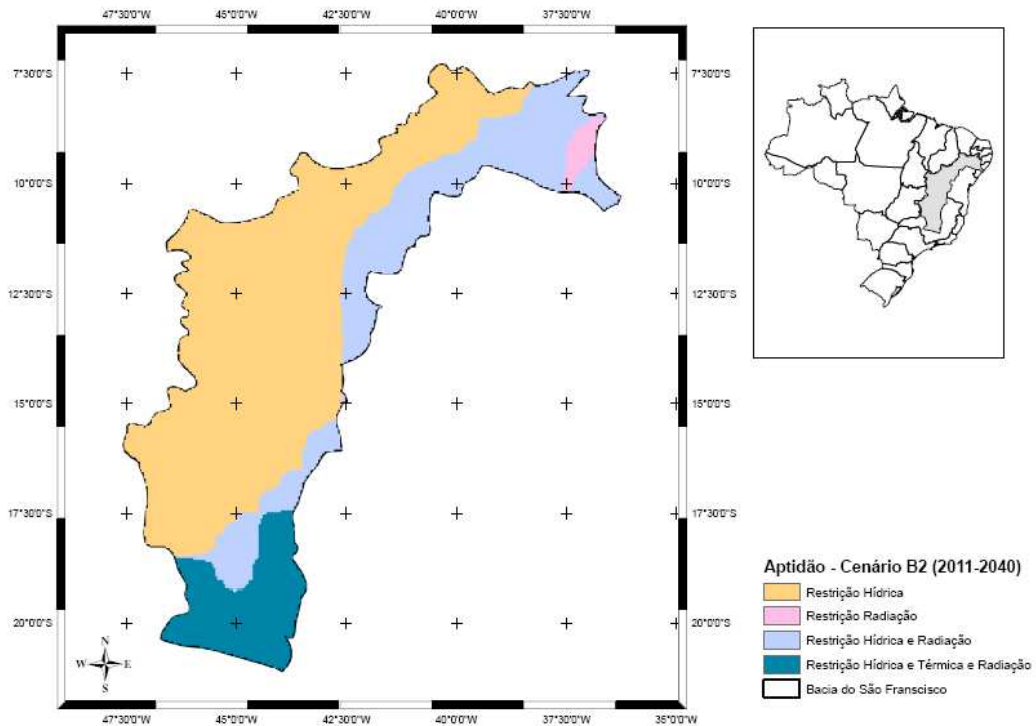 47°30'0"W 45°0'0"W 42°30'0"W 40°0'0"W 37°30'0"W
7°30'0"S 7°30'0"S
10°0'0"S 10°0'0"S
12°30'0"S 12°30'0"S
15°0'0"S 15°0'0"S
17°30'0"S 17°30'0"S
20°0'0"S 20°0'0"S
N
W E
S
47°30'0"W 45°0'0"W 42°30'0"W 40°0'0"W 37°30'0"W 35°0'0"W
Aptidão - Cenário B2 (2011-2040)
Restrição Hídrica
Restrição Radiação
Restrição Hídrica e Radiação
Restrição Hídrica e Térmica e Radiação
Bacia do São Franscisco